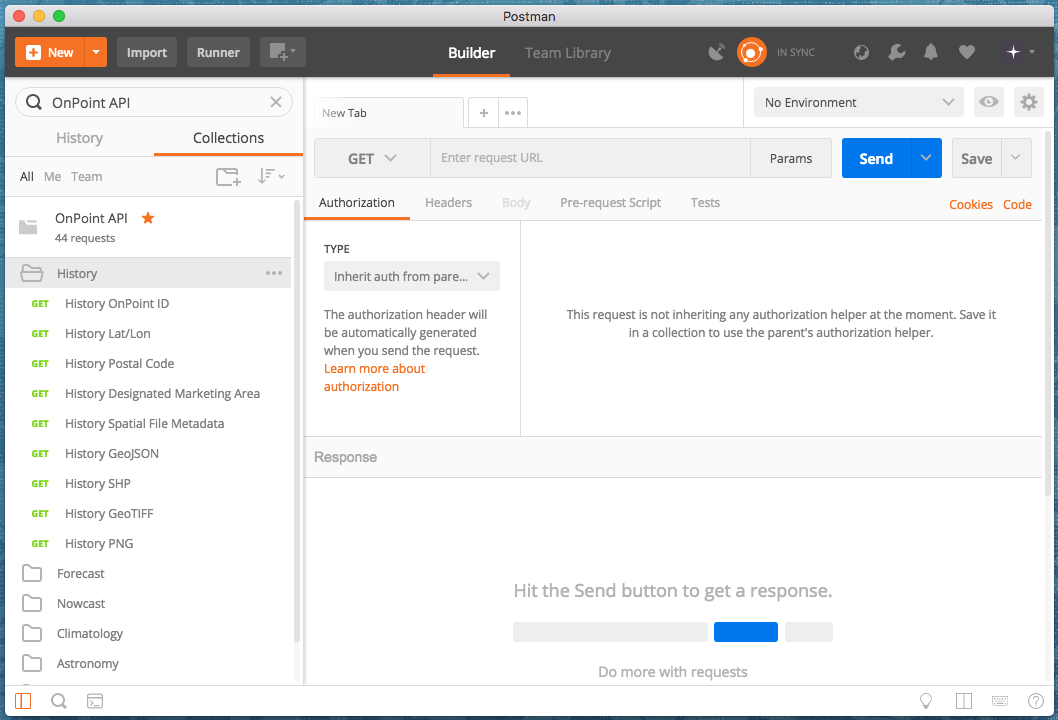 Postman
New
Import
Runner
Builder
Team Library
IN SYNC
OnPoint API
History
Collections
All
Me
Team
OnPoint API
44 requests
History
GET History OnPoint ID
GET History Lat/Lon
GET History Postal Code
GET History Designated Marketing Area
GET History Spatial File Metadata
GET History GeoJSON
GET History SHP
GET History GeoTIFF
GET History PNG
Forecast
Nowcast
Climatology
Astronomy
New Tab
No Environment
GET
Enter request URL
Params
Send
Save
Authorization
Headers
Body
Pre-request Script
Tests
Cookies
Code
TYPE
Inherit auth from pare...
The authorization header will
be automatically generated
when you send the request.
Learn more about
authorization
This request is not inheriting any authorization helper at the moment. Save it
in a collection to use the parent's authorization helper.
Response
Hit the Send button to get a response.
Do more with requests